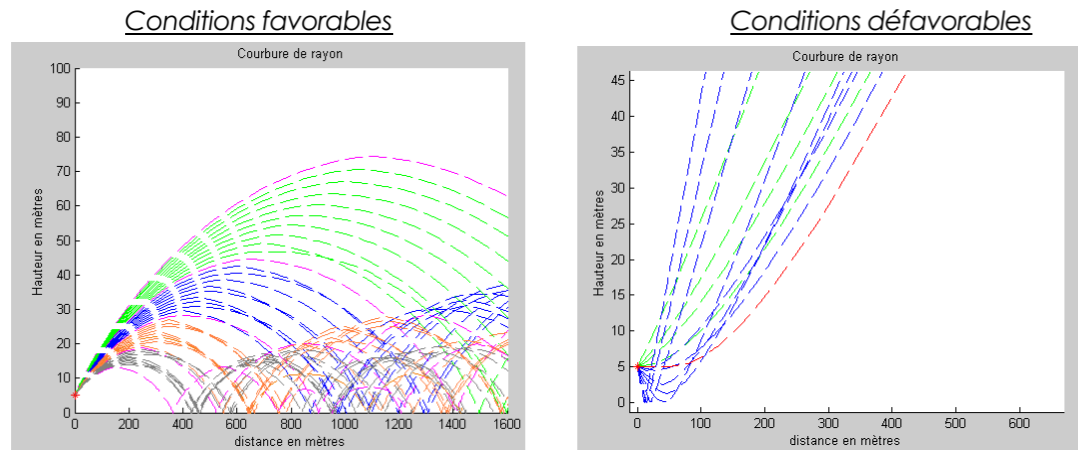 Conditions favorables
Courbure de rayon
100
90
80
70
60
50
40
30
20
10
0
Hauteur en mètres
0 200 400 600 800 1000 1200 1400 1600
distance en mètres
Conditions défavorables
Courbure de rayon
45
40
35
30
25
20
15
10
5
0
Hauteur en mètres
0 100 200 300 400 500 600
distance en mètres